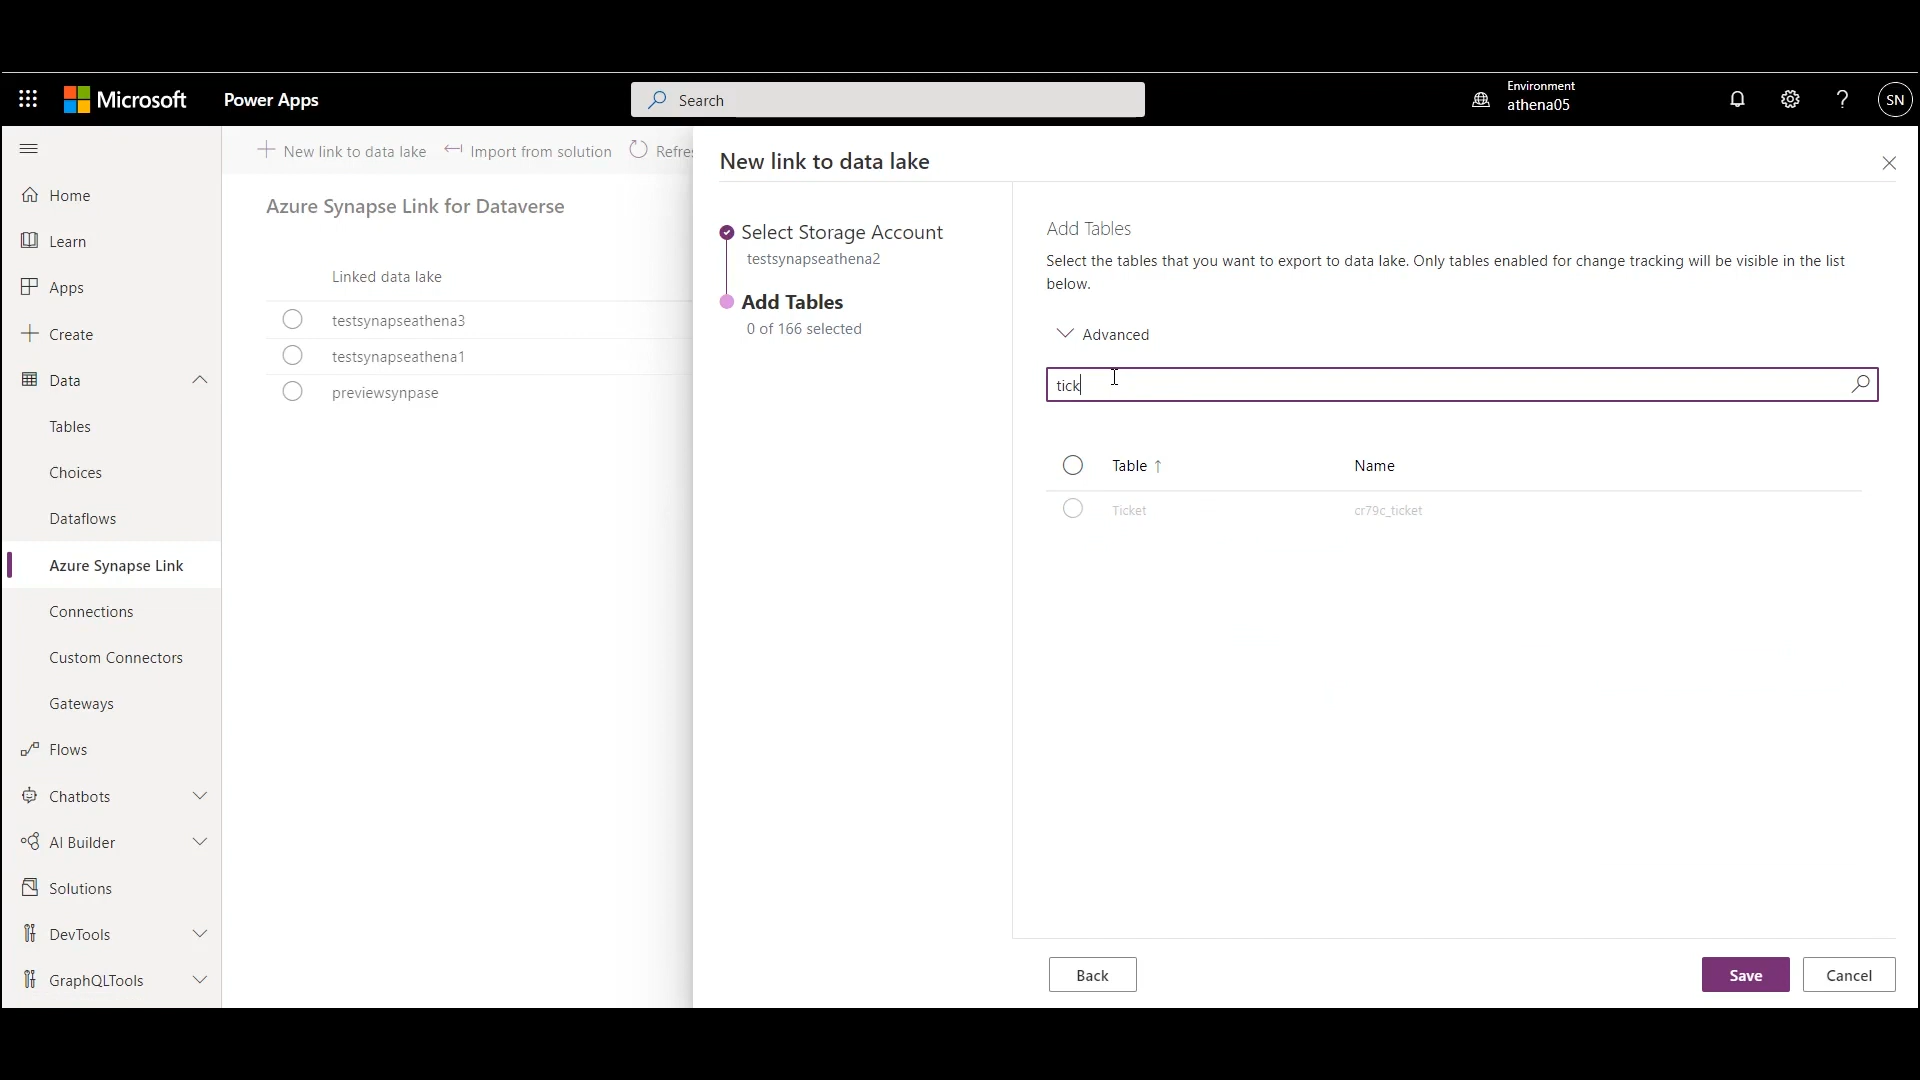 Microsoft
Power Apps
Search
Environment
athena05
?
SN
Home
Learn
Apps
Create
Data
Tables
Choices
Dataflows
Azure Synapse Link
Connections
Custom Connectors
Gateways
Flows
Chatbots
AI Builder
Solutions
DevTools
GraphQLTools
New link to data lake
Import from solution
Refres
Azure Synapse Link for Dataverse
Linked data lake
testsynapseathena3
testsynapseathena1
previewsynpase
New link to data lake
Select Storage Account
testsynapseathena2
Add Tables
0 of 166 selected
Add Tables
Select the tables that you want to export to data lake. Only tables enabled for change tracking will be visible in the list
below.
Advanced
tick
Table ↑ Name
Ticket cr79c_ticket
Back
Save
Cancel